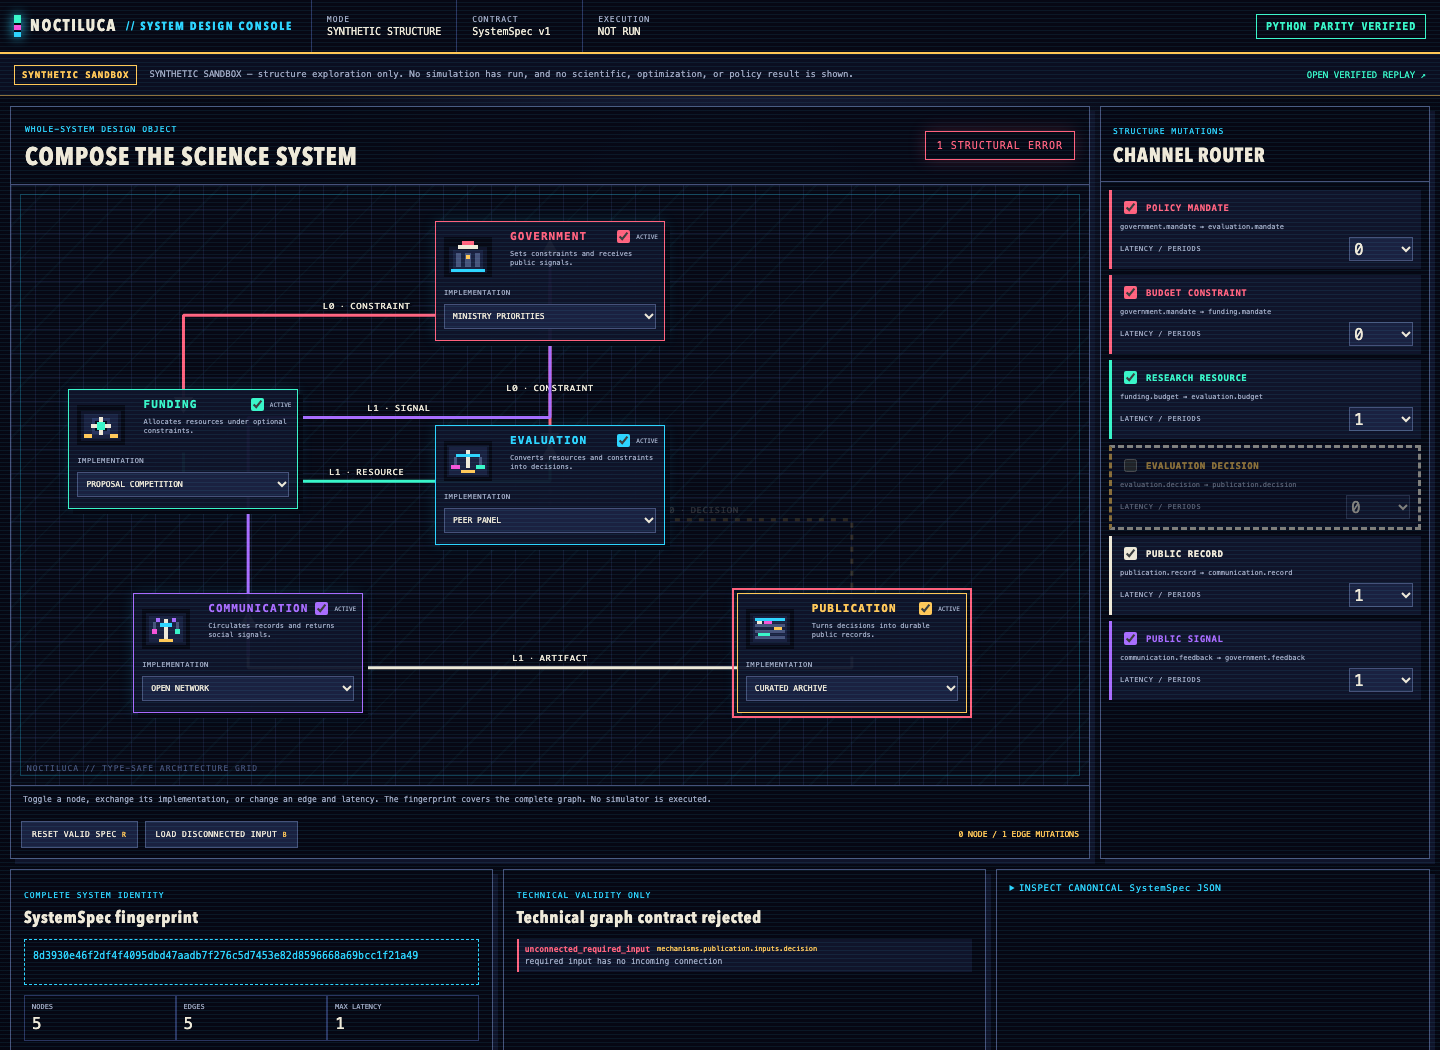 NOCTILUCA // SYSTEM DESIGN CONSOLE
MODE
SYNTHETIC STRUCTURE
CONTRACT
SystemSpec v1
EXECUTION
NOT RUN
PYTHON PARITY VERIFIED
SYNTHETIC SANDBOX
SYNTHETIC SANDBOX — structure exploration only. No simulation has run, and no scientific, optimization, or policy result is shown.
OPEN VERIFIED REPLAY ↗
WHOLE-SYSTEM DESIGN OBJECT
COMPOSE THE SCIENCE SYSTEM
1 STRUCTURAL ERROR
GOVERNMENT
ACTIVE
Sets constraints and receives
public signals.
IMPLEMENTATION
MINISTRY PRIORITIES
L0 · CONSTRAINT
L0 · CONSTRAINT
L1 · SIGNAL
L1 · RESOURCE
FUNDING
ACTIVE
Allocates resources under optional
constraints.
IMPLEMENTATION
PROPOSAL COMPETITION
EVALUATION
ACTIVE
Converts resources and constraints
into decisions.
IMPLEMENTATION
PEER PANEL
0 · DECISION
COMMUNICATION
ACTIVE
Circulates records and returns
social signals.
IMPLEMENTATION
OPEN NETWORK
L1 · ARTIFACT
PUBLICATION
ACTIVE
Turns decisions into durable
public records.
IMPLEMENTATION
CURATED ARCHIVE
NOCTILUCA // TYPE-SAFE ARCHITECTURE GRID
Toggle a node, exchange its implementation, or change an edge and latency. The fingerprint covers the complete graph. No simulator is executed.
RESET VALID SPEC R
LOAD DISCONNECTED INPUT B
0 NODE / 1 EDGE MUTATIONS
STRUCTURE MUTATIONS
CHANNEL ROUTER
POLICY MANDATE
government.mandate → evaluation.mandate
LATENCY / PERIODS
0
BUDGET CONSTRAINT
government.mandate → funding.mandate
LATENCY / PERIODS
0
RESEARCH RESOURCE
funding.budget → evaluation.budget
LATENCY / PERIODS
1
EVALUATION DECISION
evaluation.decision → publication.decision
LATENCY / PERIODS
0
PUBLIC RECORD
publication.record → communication.record
LATENCY / PERIODS
1
PUBLIC SIGNAL
communication.feedback → government.feedback
LATENCY / PERIODS
1
COMPLETE SYSTEM IDENTITY
SystemSpec fingerprint
8d3930e46f2df4f4095dbd47aadb7f276c5d7453e82d8596668a69bcc1f21a49
NODES
5
EDGES
5
MAX LATENCY
1
TECHNICAL VALIDITY ONLY
Technical graph contract rejected
unconnected_required_input mechanisms.publication.inputs.decision
required input has no incoming connection
▶ INSPECT CANONICAL SystemSpec JSON